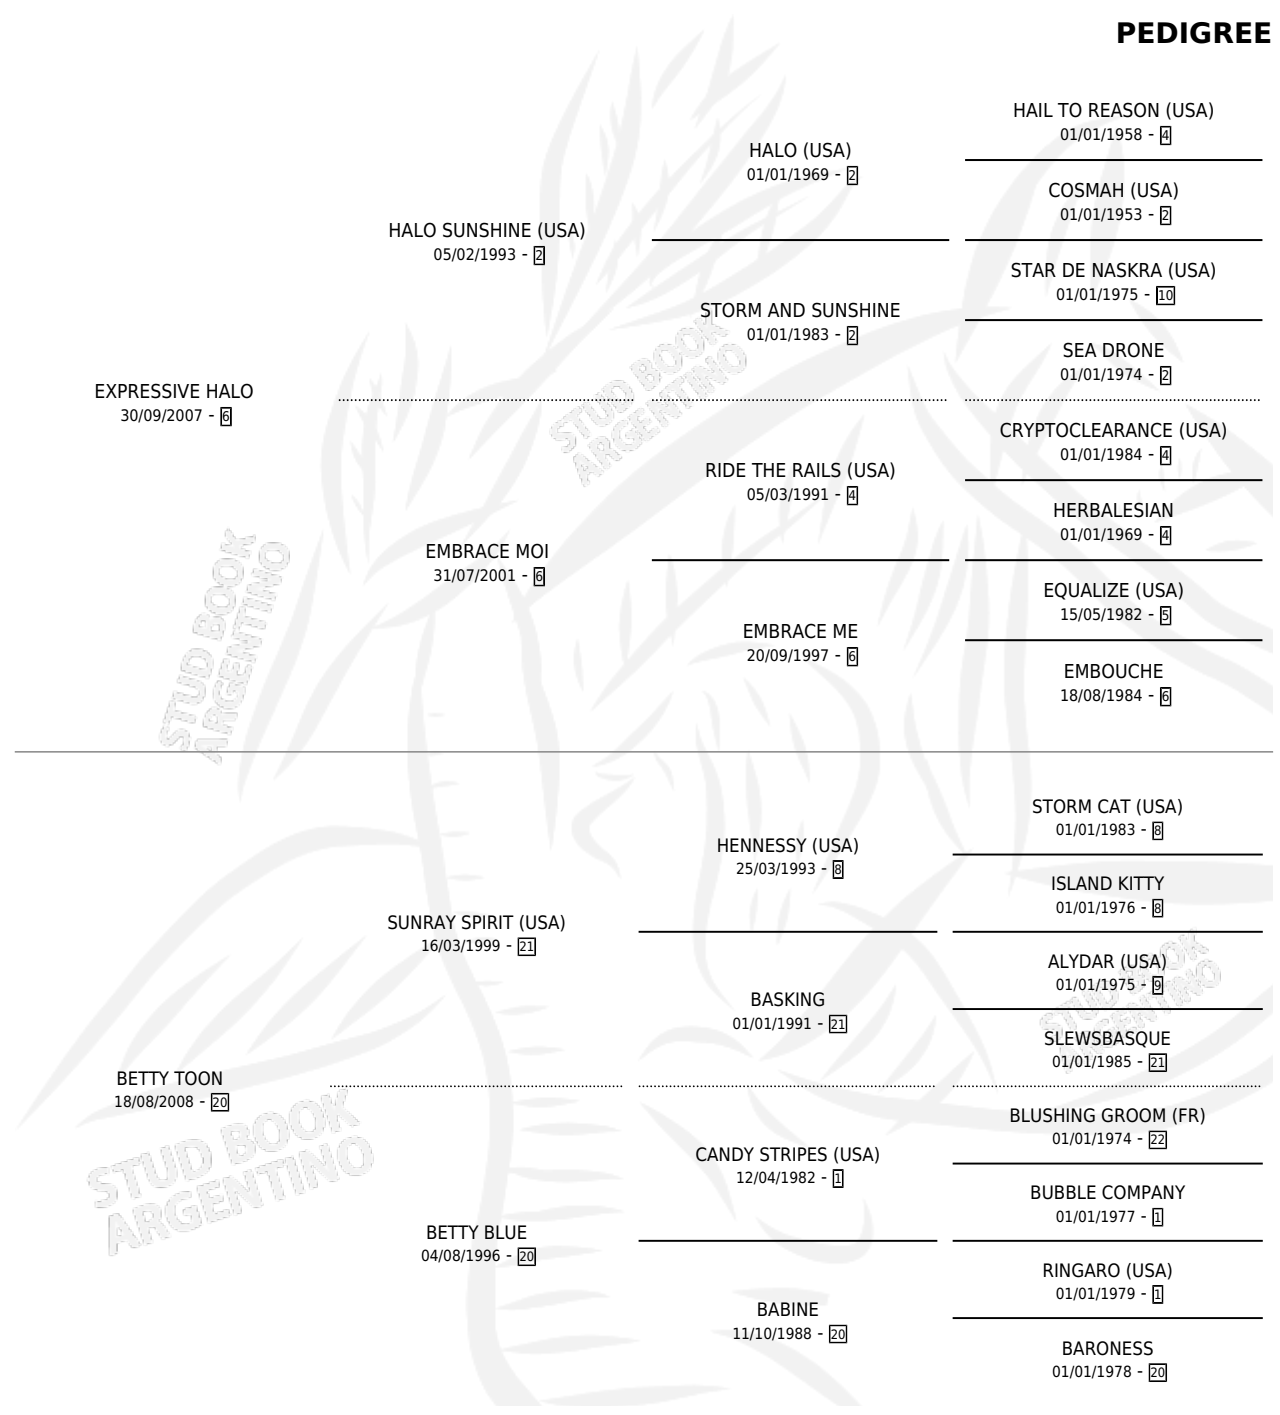 PEDIGREE
HAIL TO REASON (USA)
01/01/1958 - 4
HALO (USA)
01/01/1969 - 2
COSMAH (USA)
01/01/1953 - 2
HALO SUNSHINE (USA)
05/02/1993 - 2
STAR DE NASKRA (USA)
01/01/1975 - 10
STORM AND SUNSHINE
01/01/1983 - 2
SEA DRONE
01/01/1974 - 2
EXPRESSIVE HALO
30/09/2007 - 6
STUD BOOK
ARGENTINO
CRYPTOCLEARANCE (USA)
01/01/1984 - 4
RIDE THE RAILS (USA)
05/03/1991 - 4
HERBALESIAN
01/01/1969 - 4
EMBRACE MOI
31/07/2001 - 6
EQUALIZE (USA)
15/05/1982 - 5
EMBRACE ME
20/09/1997 - 6
EMBOUCHE
18/08/1984 - 6
STUD BOOK
ARGENTINO
STORM CAT (USA)
01/01/1983 - 8
HENNESSY (USA)
25/03/1993 - 8
ISLAND KITTY
01/01/1976 - 8
SUNRAY SPIRIT (USA)
16/03/1999 - 21
ALYDAR (USA)
01/01/1975 - 9
BASKING
01/01/1991 - 21
STUD BOOK
ARGENTINO
SLEWSBASQUE
01/01/1985 - 21
BETTY TOON
18/08/2008 - 20
STUD BOOK
ARGENTINO
BLUSHING GROOM (FR)
01/01/1974 - 22
CANDY STRIPES (USA)
12/04/1982 - 1
BUBBLE COMPANY
01/01/1977 - 1
BETTY BLUE
04/08/1996 - 20
RINGARO (USA)
01/01/1979 - 1
BABINE
11/10/1988 - 20
BARONESS
01/01/1978 - 20